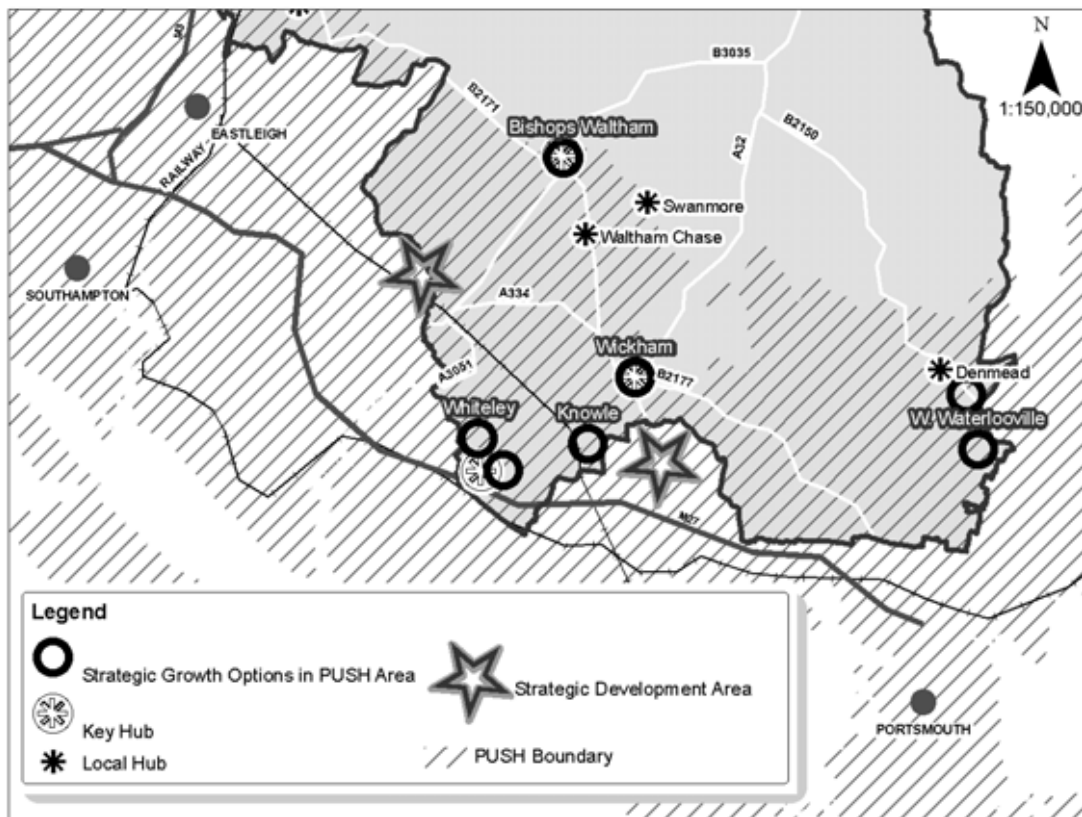 N
1:150,000
B3035
B2171
B2150
Bishops Waltham
EASTLEIGH
A32
RAILWAY
Swanmore
Waltham Chase
SOUTHAMPTON
A334
Wickham
A3051
B2177
Denmead
Whiteley
Knowle
W. Waterlooville
M27
Legend
Strategic Growth Options in PUSH Area
Strategic Development Area
Key Hub
Local Hub
PUSH Boundary
PORTSMOUTH